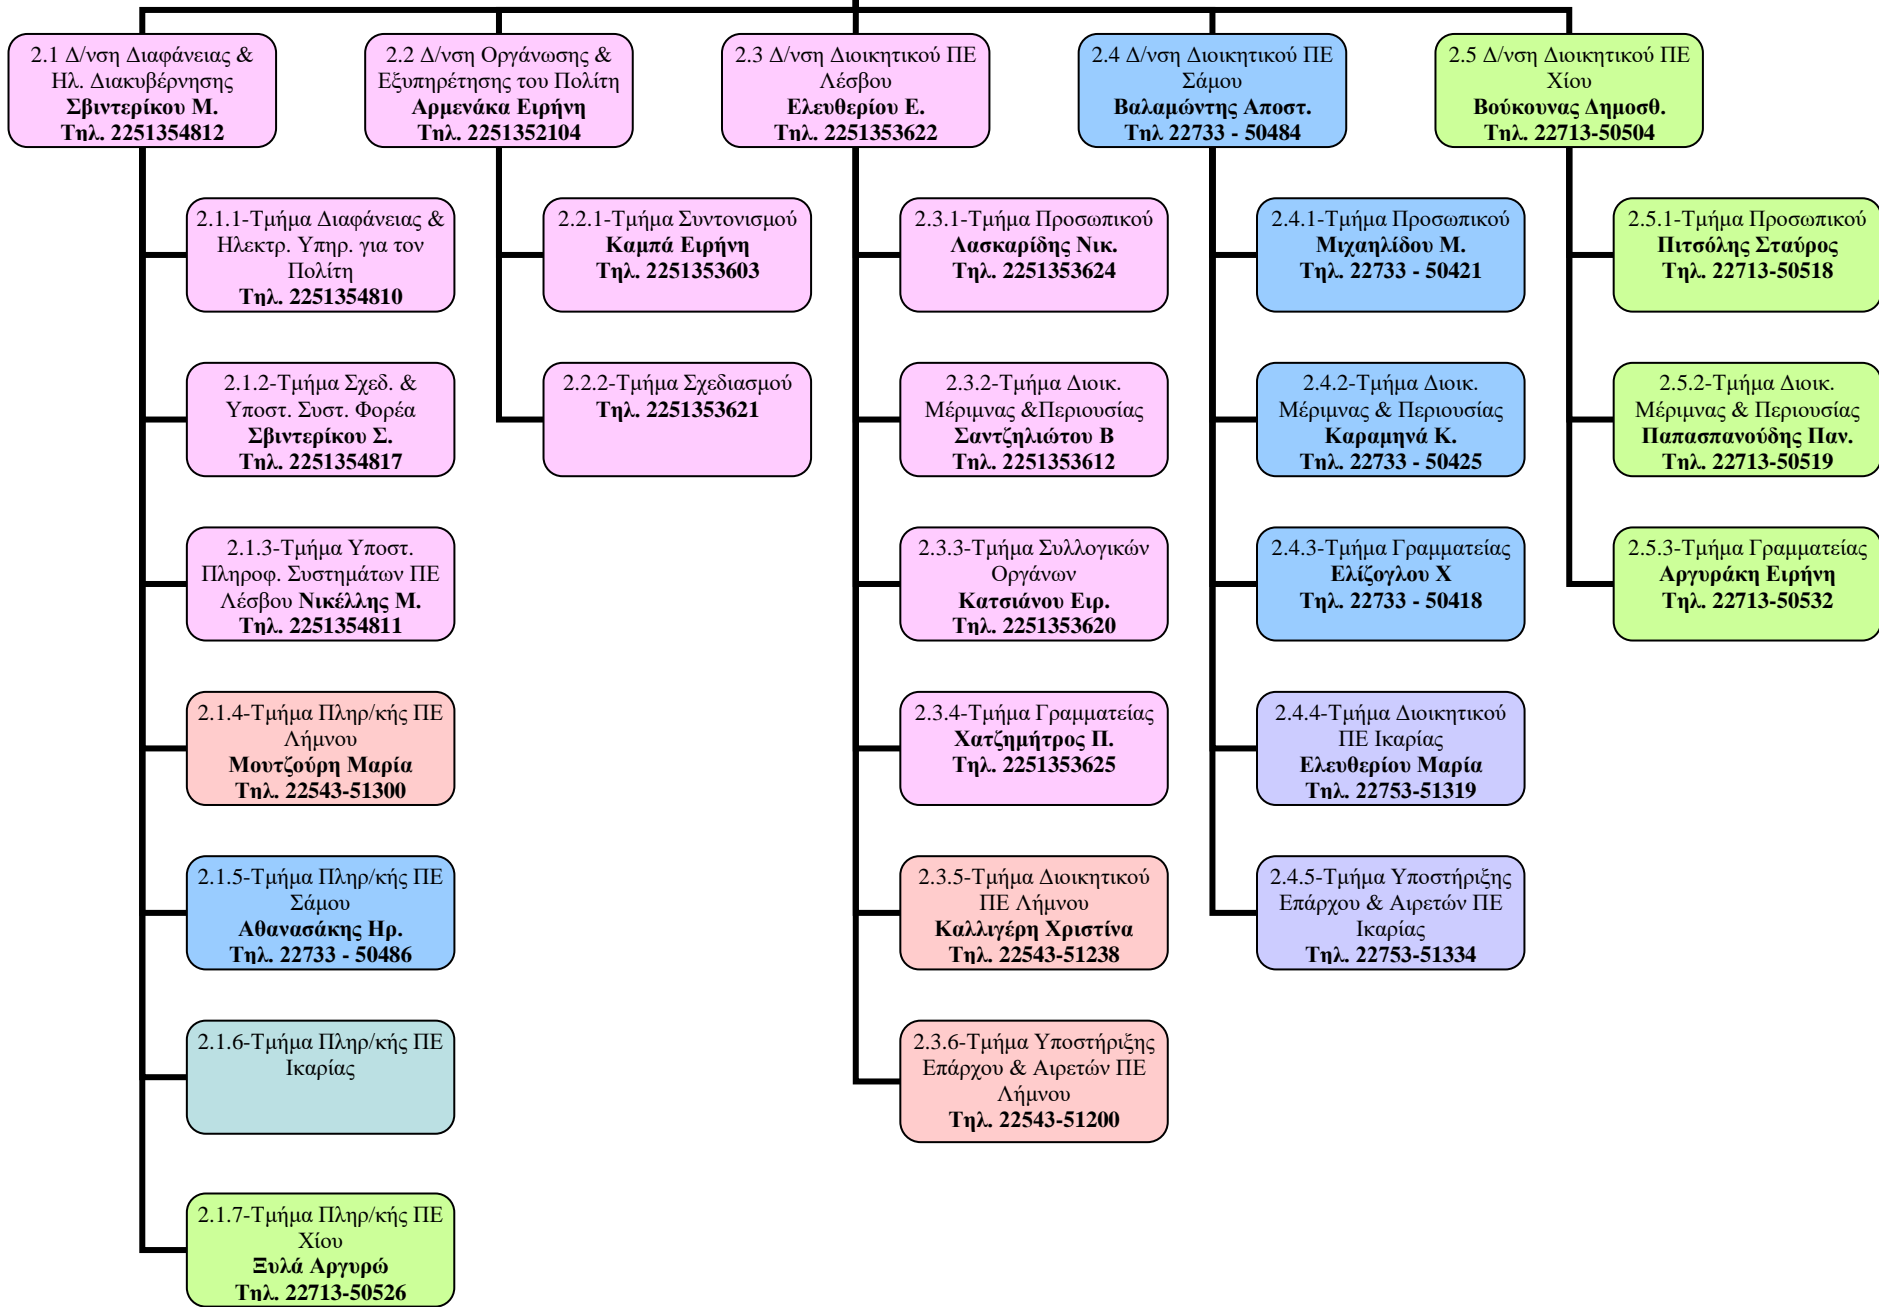 2.1 Δ/νση Διαφάνειας &
Ηλ. Διακυβέρνησης
Σβιντερίκου Μ.
Τηλ. 2251354812
2.2 Δ/νση Οργάνωσης &
Εξυπηρέτησης του Πολίτη
Αρμενάκα Ειρήνη
Τηλ. 2251352104
2.3 Δ/νση Διοικητικού ΠΕ
Λέσβου
Ελευθερίου Ε.
Τηλ. 2251353622
2.4 Δ/νση Διοικητικού ΠΕ
Σάμου
Βαλαμώντης Αποστ.
Τηλ 22733 - 50484
2.5 Δ/νση Διοικητικού ΠΕ
Χίου
Βούκουνας Δημοσθ.
Τηλ. 22713-50504
2.1.1-Τμήμα Διαφάνειας &
Ηλεκτρ. Υπηρ. για τον
Πολίτη
Τηλ. 2251354810
2.1.2-Τμήμα Σχεδ. &
Υποστ. Συστ. Φορέα
Σβιντερίκου Σ.
Τηλ. 2251354817
2.1.3-Τμήμα Υποστ.
Πληροφ. Συστημάτων ΠΕ
Λέσβου Νικέλλης Μ.
Τηλ. 2251354811
2.1.4-Τμήμα Πληρ/κής ΠΕ
Λήμνου
Μουτζούρη Μαρία
Τηλ. 22543-51300
2.1.5-Τμήμα Πληρ/κής ΠΕ
Σάμου
Αθανασάκης Ηρ.
Τηλ. 22733 - 50486
2.1.6-Τμήμα Πληρ/κής ΠΕ
Ικαρίας
2.1.7-Τμήμα Πληρ/κής ΠΕ
Χίου
Ξυλά Αργυρώ
Τηλ. 22713-50526
2.2.1-Τμήμα Συντονισμού
Καμπά Ειρήνη
Τηλ. 2251353603
2.2.2-Τμήμα Σχεδιασμού
Τηλ. 2251353621
2.3.1-Τμήμα Προσωπικού
Λασκαρίδης Νικ.
Τηλ. 2251353624
2.3.2-Τμήμα Διοικ.
Μέριμνας &Περιουσίας
Σαντζηλιώτου Β
Τηλ. 2251353612
2.3.3-Τμήμα Συλλογικών
Οργάνων
Κατσιάνου Ειρ.
Τηλ. 2251353620
2.3.4-Τμήμα Γραμματείας
Χατζημήτρος Π.
Τηλ. 2251353625
2.3.5-Τμήμα Διοικητικού
ΠΕ Λήμνου
Καλλιγέρη Χριστίνα
Τηλ. 22543-51238
2.3.6-Τμήμα Υποστήριξης
Επάρχου & Αιρετών ΠΕ
Λήμνου
Τηλ. 22543-51200
2.4.1-Τμήμα Προσωπικού
Μιχαηλίδου Μ.
Τηλ. 22733 - 50421
2.4.2-Τμήμα Διοικ.
Μέριμνας & Περιουσίας
Καραμηνά Κ.
Τηλ. 22733 - 50425
2.4.3-Τμήμα Γραμματείας
Ελίζογλου Χ
Τηλ. 22733 - 50418
2.4.4-Τμήμα Διοικητικού
ΠΕ Ικαρίας
Ελευθερίου Μαρία
Τηλ. 22753-51319
2.4.5-Τμήμα Υποστήριξης
Επάρχου & Αιρετών ΠΕ
Ικαρίας
Τηλ. 22753-51334
2.5.1-Τμήμα Προσωπικού
Πιτσόλης Σταύρος
Τηλ. 22713-50518
2.5.2-Τμήμα Διοικ.
Μέριμνας & Περιουσίας
Παπασπανούδης Παν.
Τηλ. 22713-50519
2.5.3-Τμήμα Γραμματείας
Αργυράκη Ειρήνη
Τηλ. 22713-50532